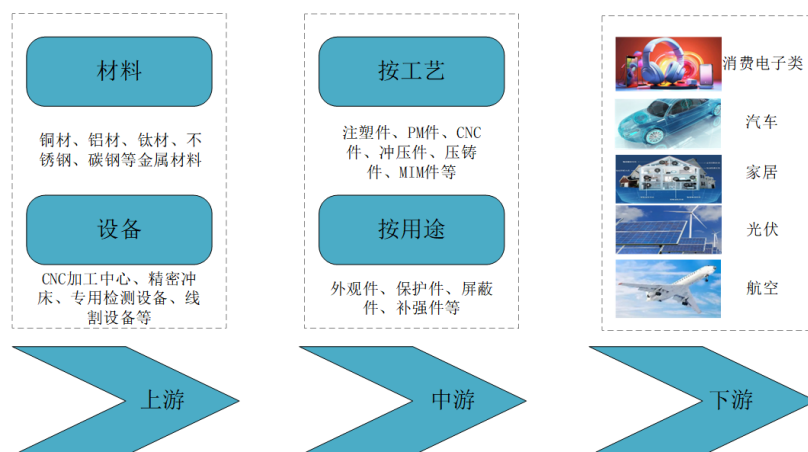 材料
铜材、铝材、钛材、不
锈钢、碳钢等金属材料
设备
CNC加工中心、精密冲
床、专用检测设备、线
割设备等
上游
按工艺
注塑件、PM件、CNC
件、冲压件、压铸
件、MIM件等
按用途
外观件、保护件、屏蔽
件、补强件等
中游
消费电子类
汽车
家居
光伏
航空
下游